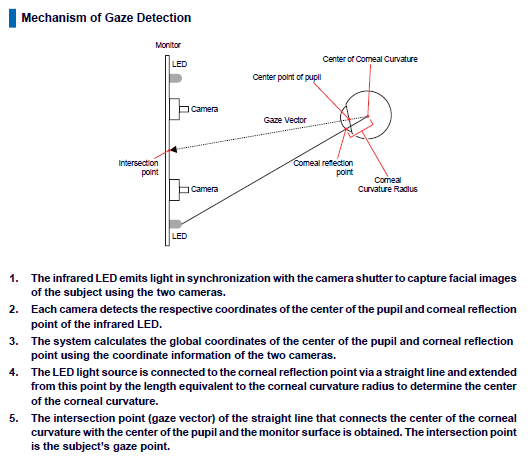 Mechanism of Gaze Detection
Monitor
LED
Center of Corneal Curvature
Center point of pupil
Camera
Gaze Vector
Intersection
point
Corneal reflection
point
Corneal
Curvature Radius
Camera
LED
1. The infrared LED emits light in synchronization with the camera shutter to capture facial images
of the subject using the two cameras.
2. Each camera detects the respective coordinates of the center of the pupil and corneal reflection
point of the infrared LED.
3. The system calculates the global coordinates of the center of the pupil and corneal reflection
point using the coordinate information of the two cameras.
4. The LED light source is connected to the corneal reflection point via a straight line and extended
from this point by the length equivalent to the corneal curvature radius to determine the center
of the corneal curvature.
5. The intersection point (gaze vector) of the straight line that connects the center of the corneal
curvature with the center of the pupil and the monitor surface is obtained. The intersection point
is the subject's gaze point.